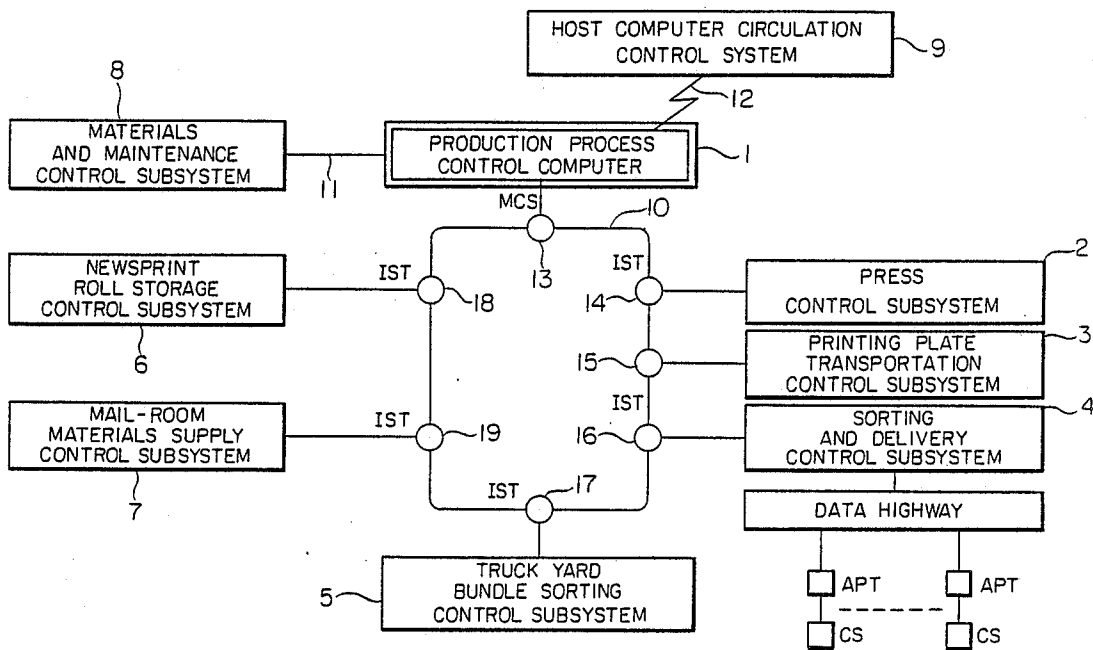 HOST COMPUTER CIRCULATION
CONTROL SYSTEM
9
12
8
MATERIALS
AND MAINTENANCE
CONTROL SUBSYSTEM
11
PRODUCTION PROCESS
CONTROL COMPUTER
1
MCS
10
13
NEWSPRINT
ROLL STORAGE
CONTROL SUBSYSTEM
6
IST
18
IST
14
2
PRESS
CONTROL SUBSYSTEM
15
3
PRINTING PLATE
TRANSPORTATION
CONTROL SUBSYSTEM
MAIL-ROOM
MATERIALS SUPPLY
CONTROL SUBSYSTEM
7
IST
19
IST
16
4
SORTING
AND DELIVERY
CONTROL SUBSYSTEM
IST
17
DATA HIGHWAY
5
TRUCK YARD
BUNDLE SORTING
CONTROL SUBSYSTEM
APT
APT
CS
CS